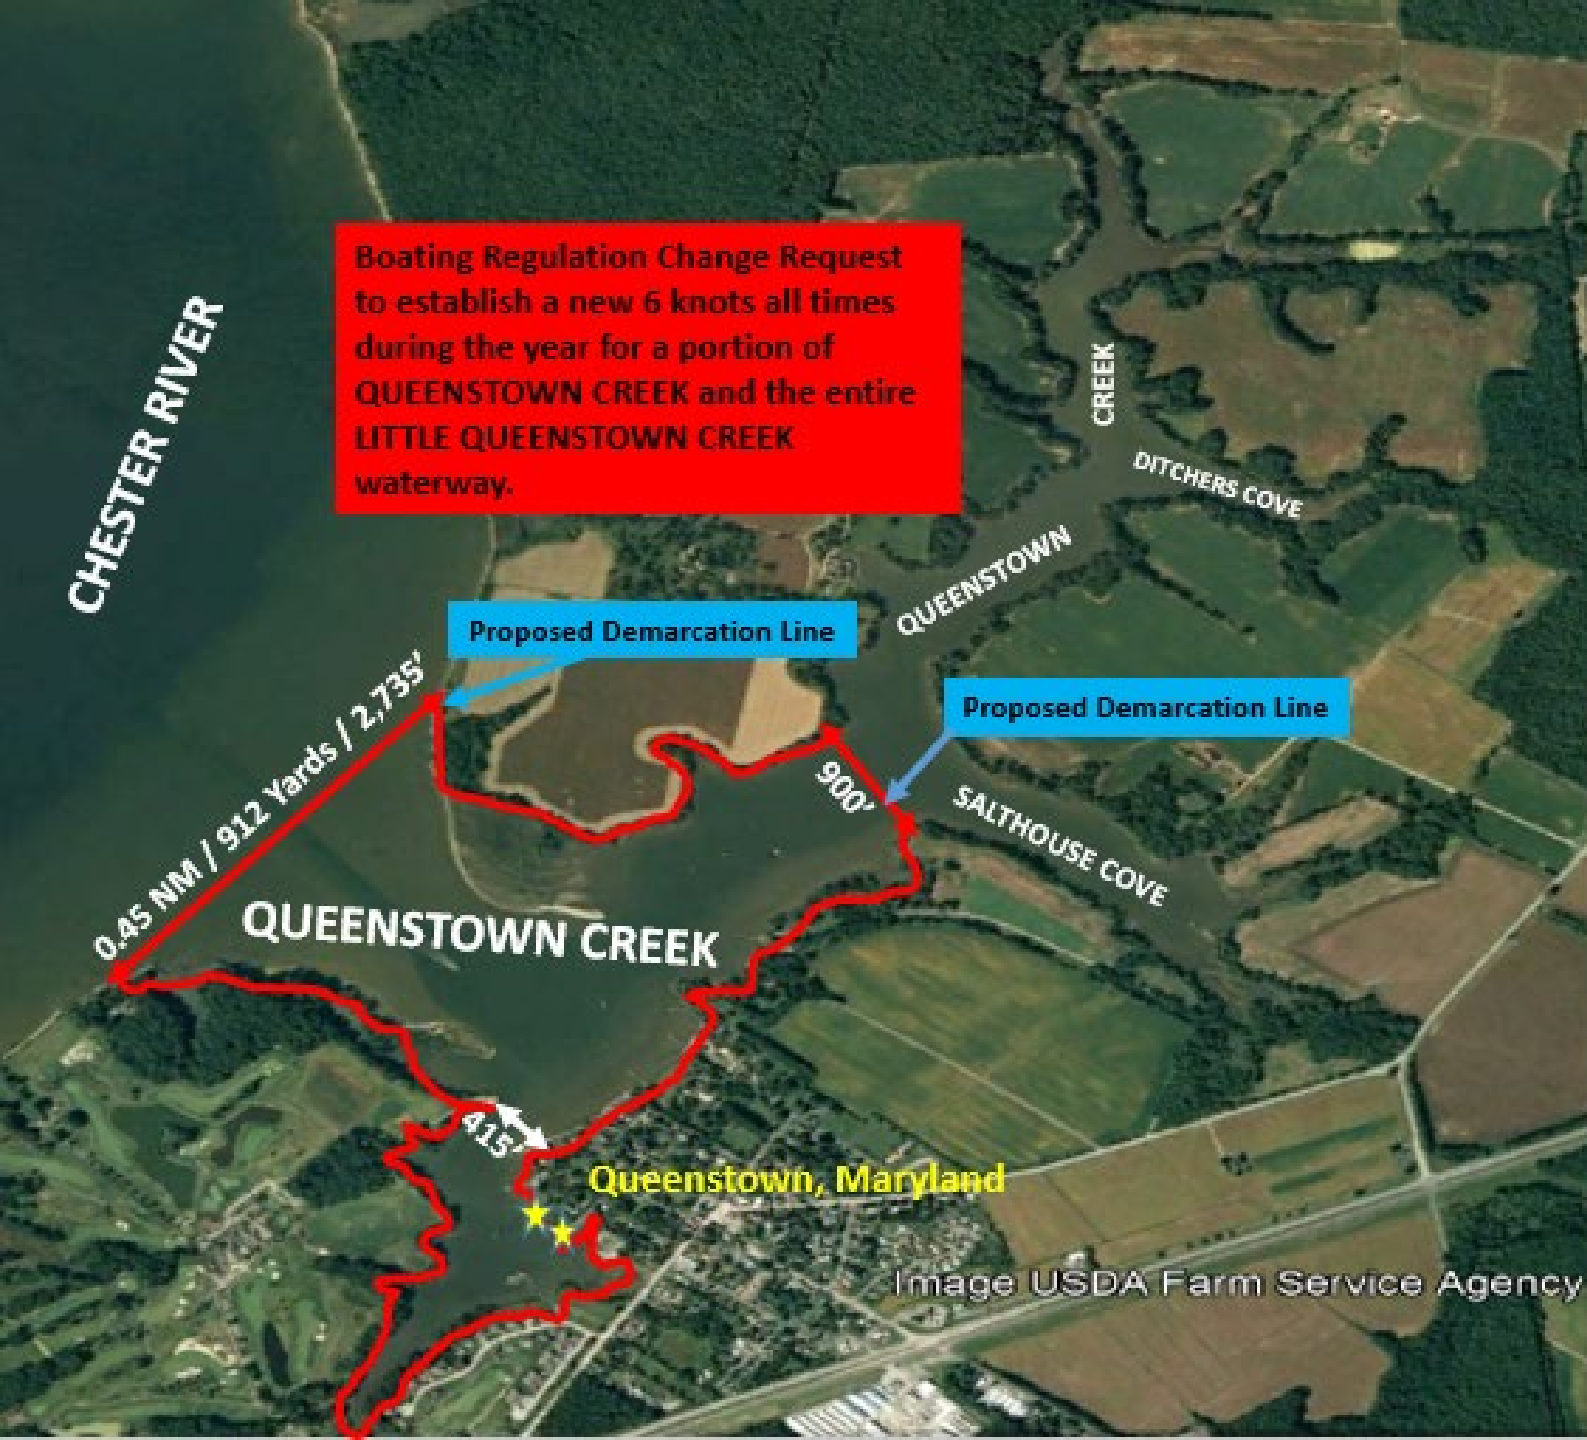 Boating Regulation Change Request
to establish a new 6 knots all times
during the year for a portion of
QUEENSTOWN CREEK and the entire
LITTLE QUEENSTOWN CREEK
waterway.
CHESTER RIVER
CREEK
DITCHERS COVE
QUEENSTOWN
Proposed Demarcation Line
Proposed Demarcation Line
0.45 NM / 912 Yards / 2,735’
900’
SALTHOUSE COVE
QUEENSTOWN CREEK
415’
Queenstown, Maryland
Image USDA Farm Service Agency